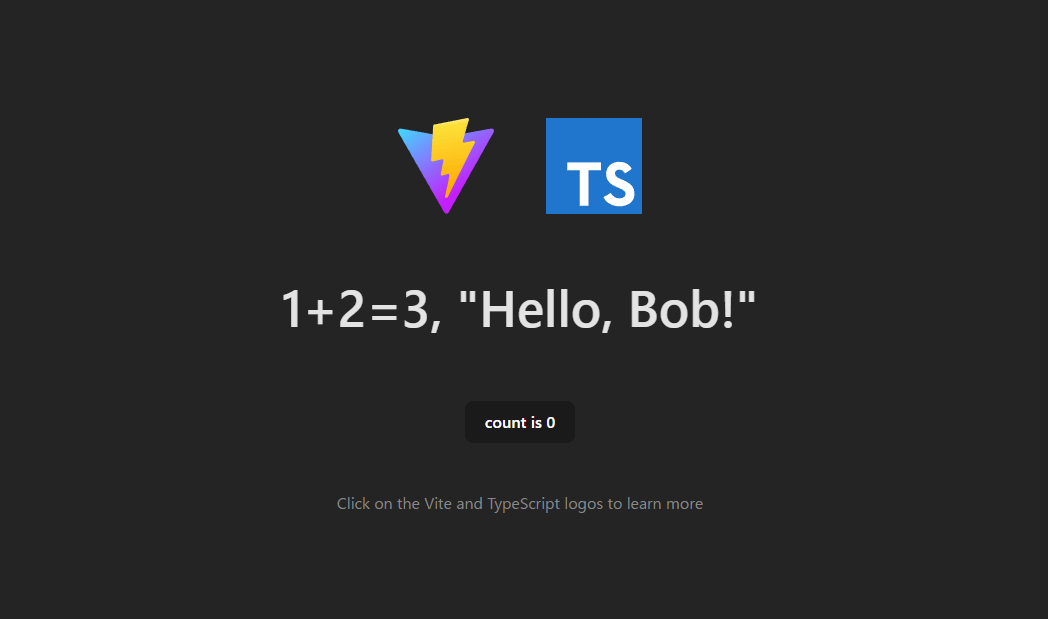 TS
1+2=3, "Hello, Bob!"
count is 0
Click on the Vite and TypeScript logos to learn more